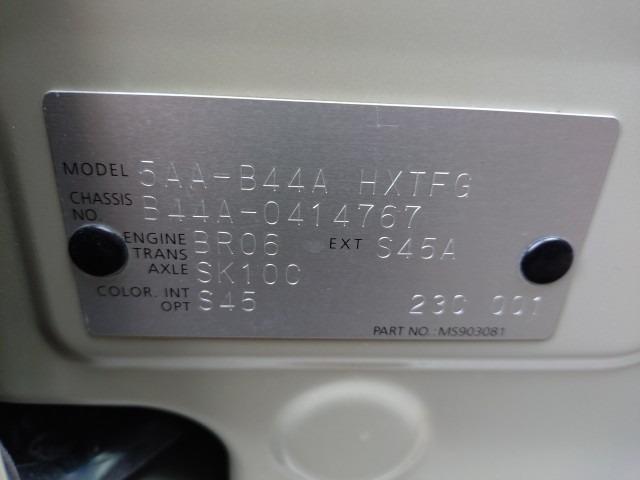 MODEL 5AA-B44A HXTFG
CHASSIS NO. B44A-0414767
ENGINE BR06 EXT S45A
TRANS AXLE SK10C
COLOR. INT S45 23C 001
OPT
PART NO.: MS903081